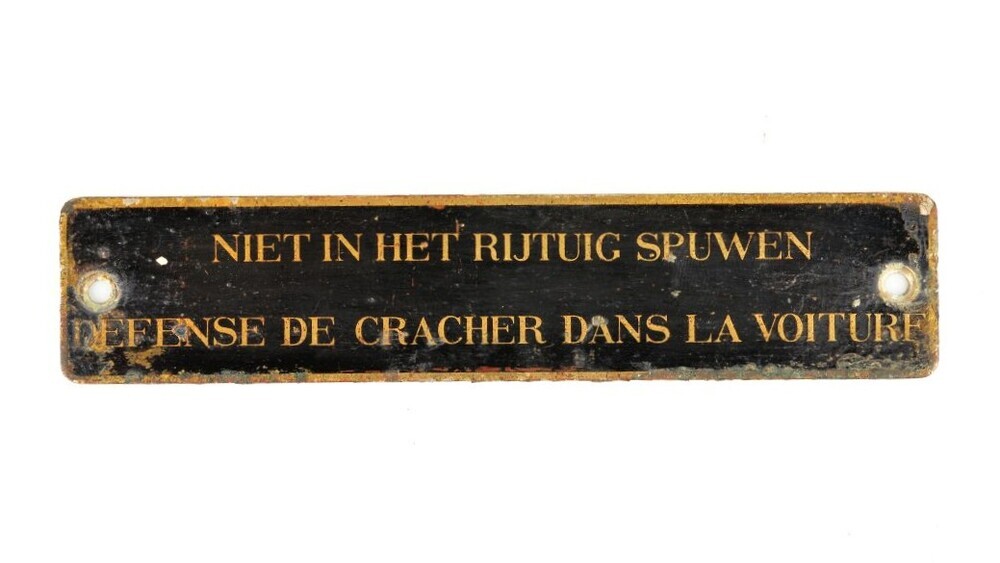 NIET IN HET RIJTUIG SPUWEN
DEFENSE DE CRACHER DANS LA VOITURE